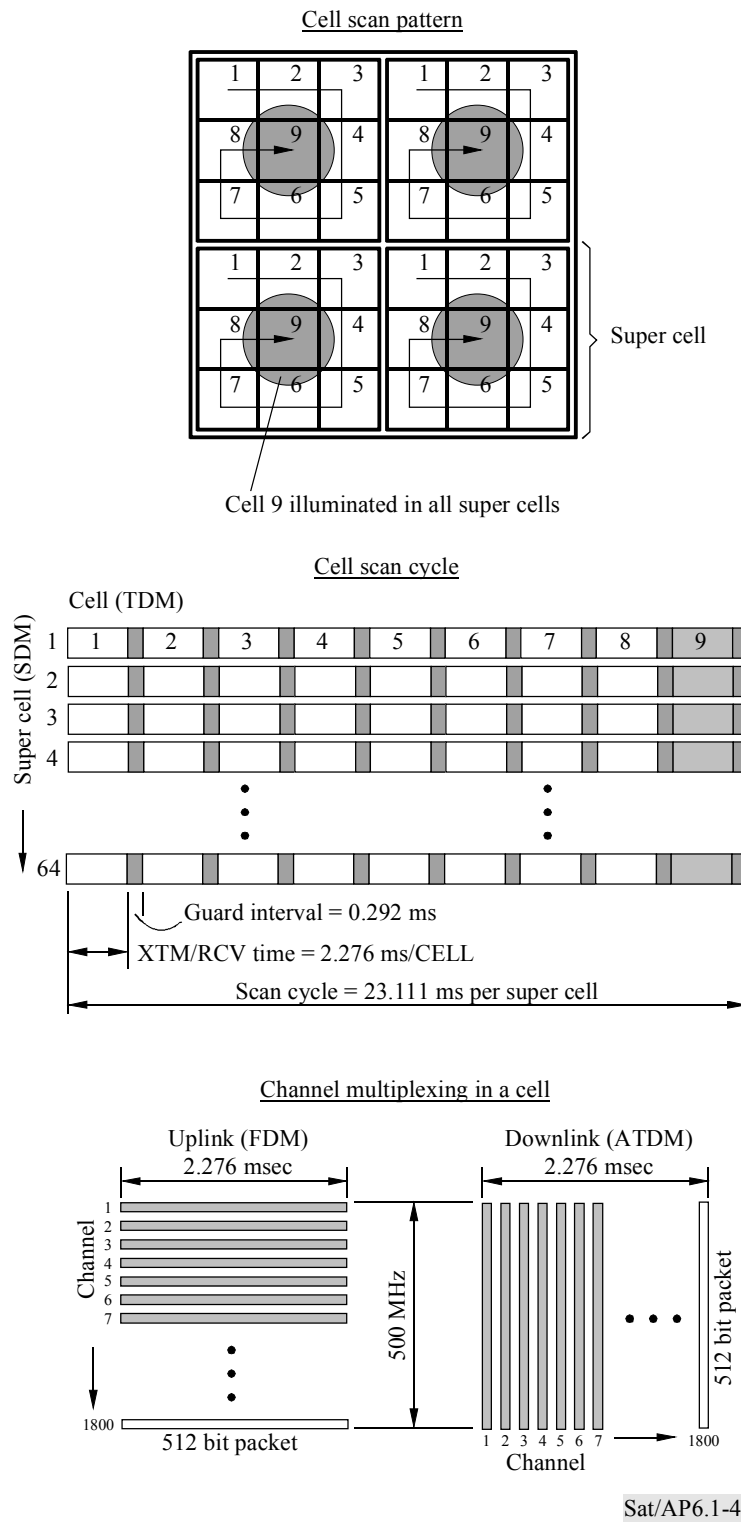 Cell scan pattern
1 2 3 1 2 3
8 9 4 8 9 4
7 6 5 7 6 5
1 2 3 1 2 3
8 9 4 8 9 4
7 6 5 7 6 5
Super cell
Cell 9 illuminated in all super cells
Cell scan cycle
Cell (TDM)
Super cell (SDM)
1 1 2 3 4 5 6 7 8 9
2
3
4
64
Guard interval = 0.292 ms
XTM/RCV time = 2.276 ms/CELL
Scan cycle = 23.111 ms per super cell
Channel multiplexing in a cell
Uplink (FDM)
2.276 msec
Channel
1
2
3
4
5
6
7
1800
512 bit packet
500 MHz
Downlink (ATDM)
2.276 msec
512 bit packet
1 2 3 4 5 6 7 1800
Channel
Sat/AP6.1-4